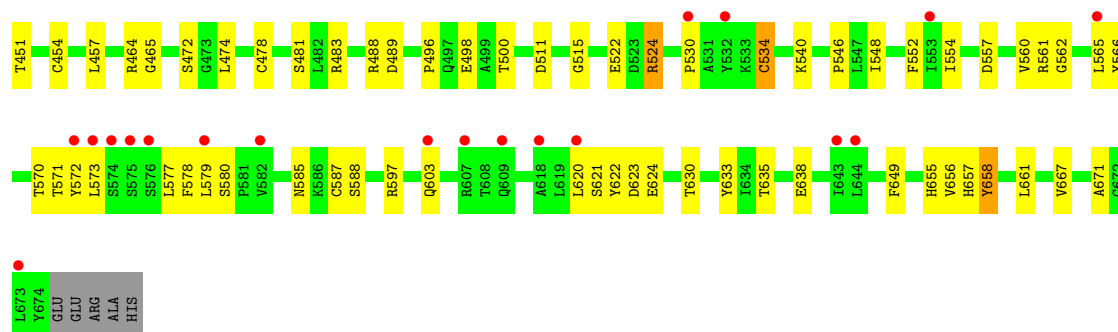 T451 C454 L457 R464 G465 S472 G473 L474 C478 S481 L482 R483 R488 D489 P496 Q497 E498 A499 T500 D511 G515 E522 D523 R524 P530 A531 Y532 K533 C534 K540 P546 L547 I548 F552 I553 I554 D557 V560 R561 G562 L565 Y566
T570 T571 Y572 L573 S574 S575 S576 L577 F578 L579 S580 P581 V582 N585 K586 C587 S588 R597 Q603 R607 T608 Q609 A618 L619 L620 S621 Y622 D623 E624 T630 Y633 I634 T635 E638 I643 L644 F649 H655 V656 H657 Y658 L661 V667 A671 G672
L673 Y674 GLU GLU ARG ALA HIS